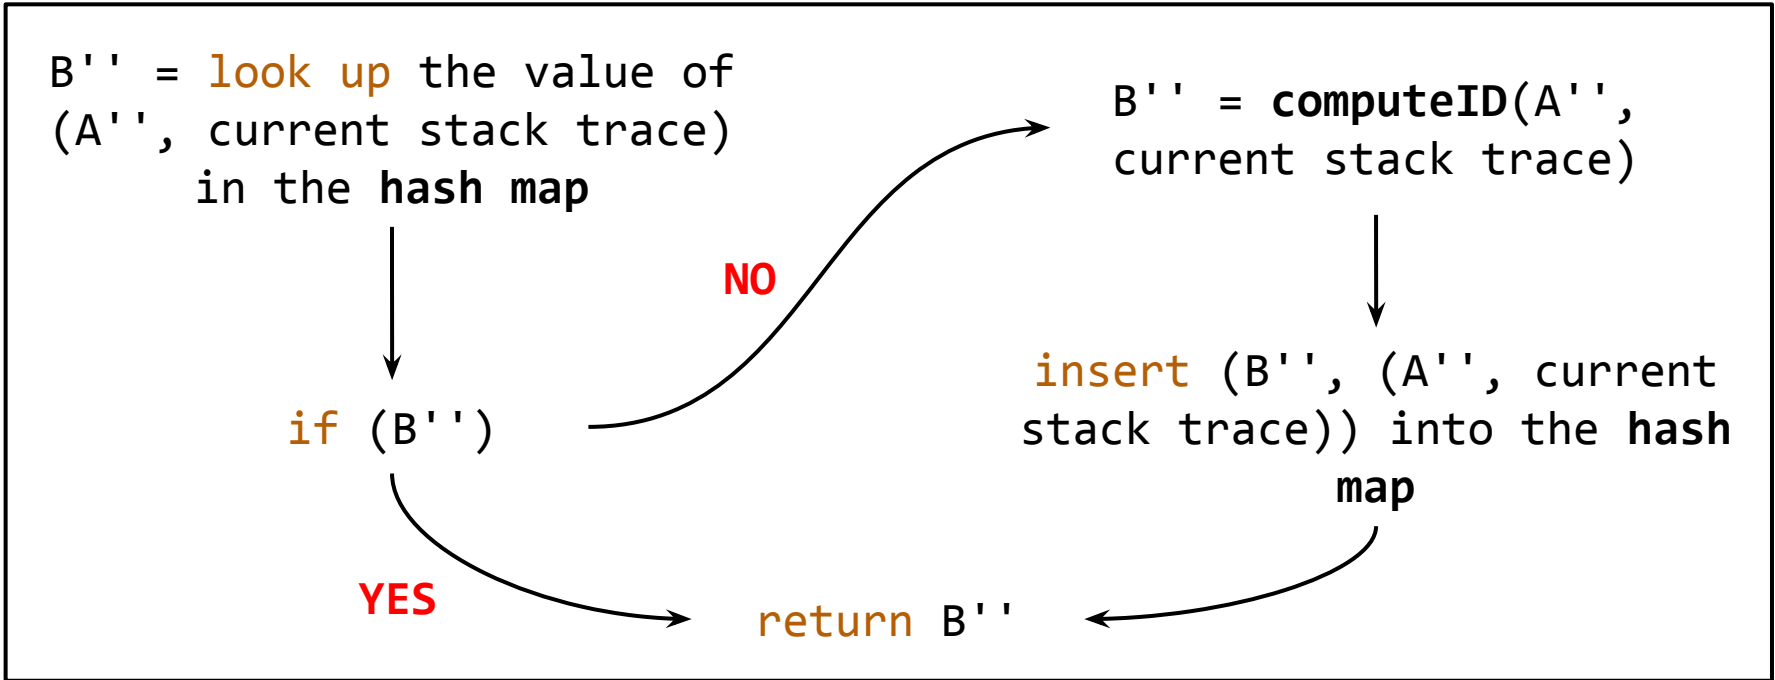 B'' = look up the value of
(A'', current stack trace)
in the hash map
if (B'')
NO
YES
B'' = computeID(A'',
current stack trace)
insert (B'', (A'', current
stack trace)) into the hash
map
return B''